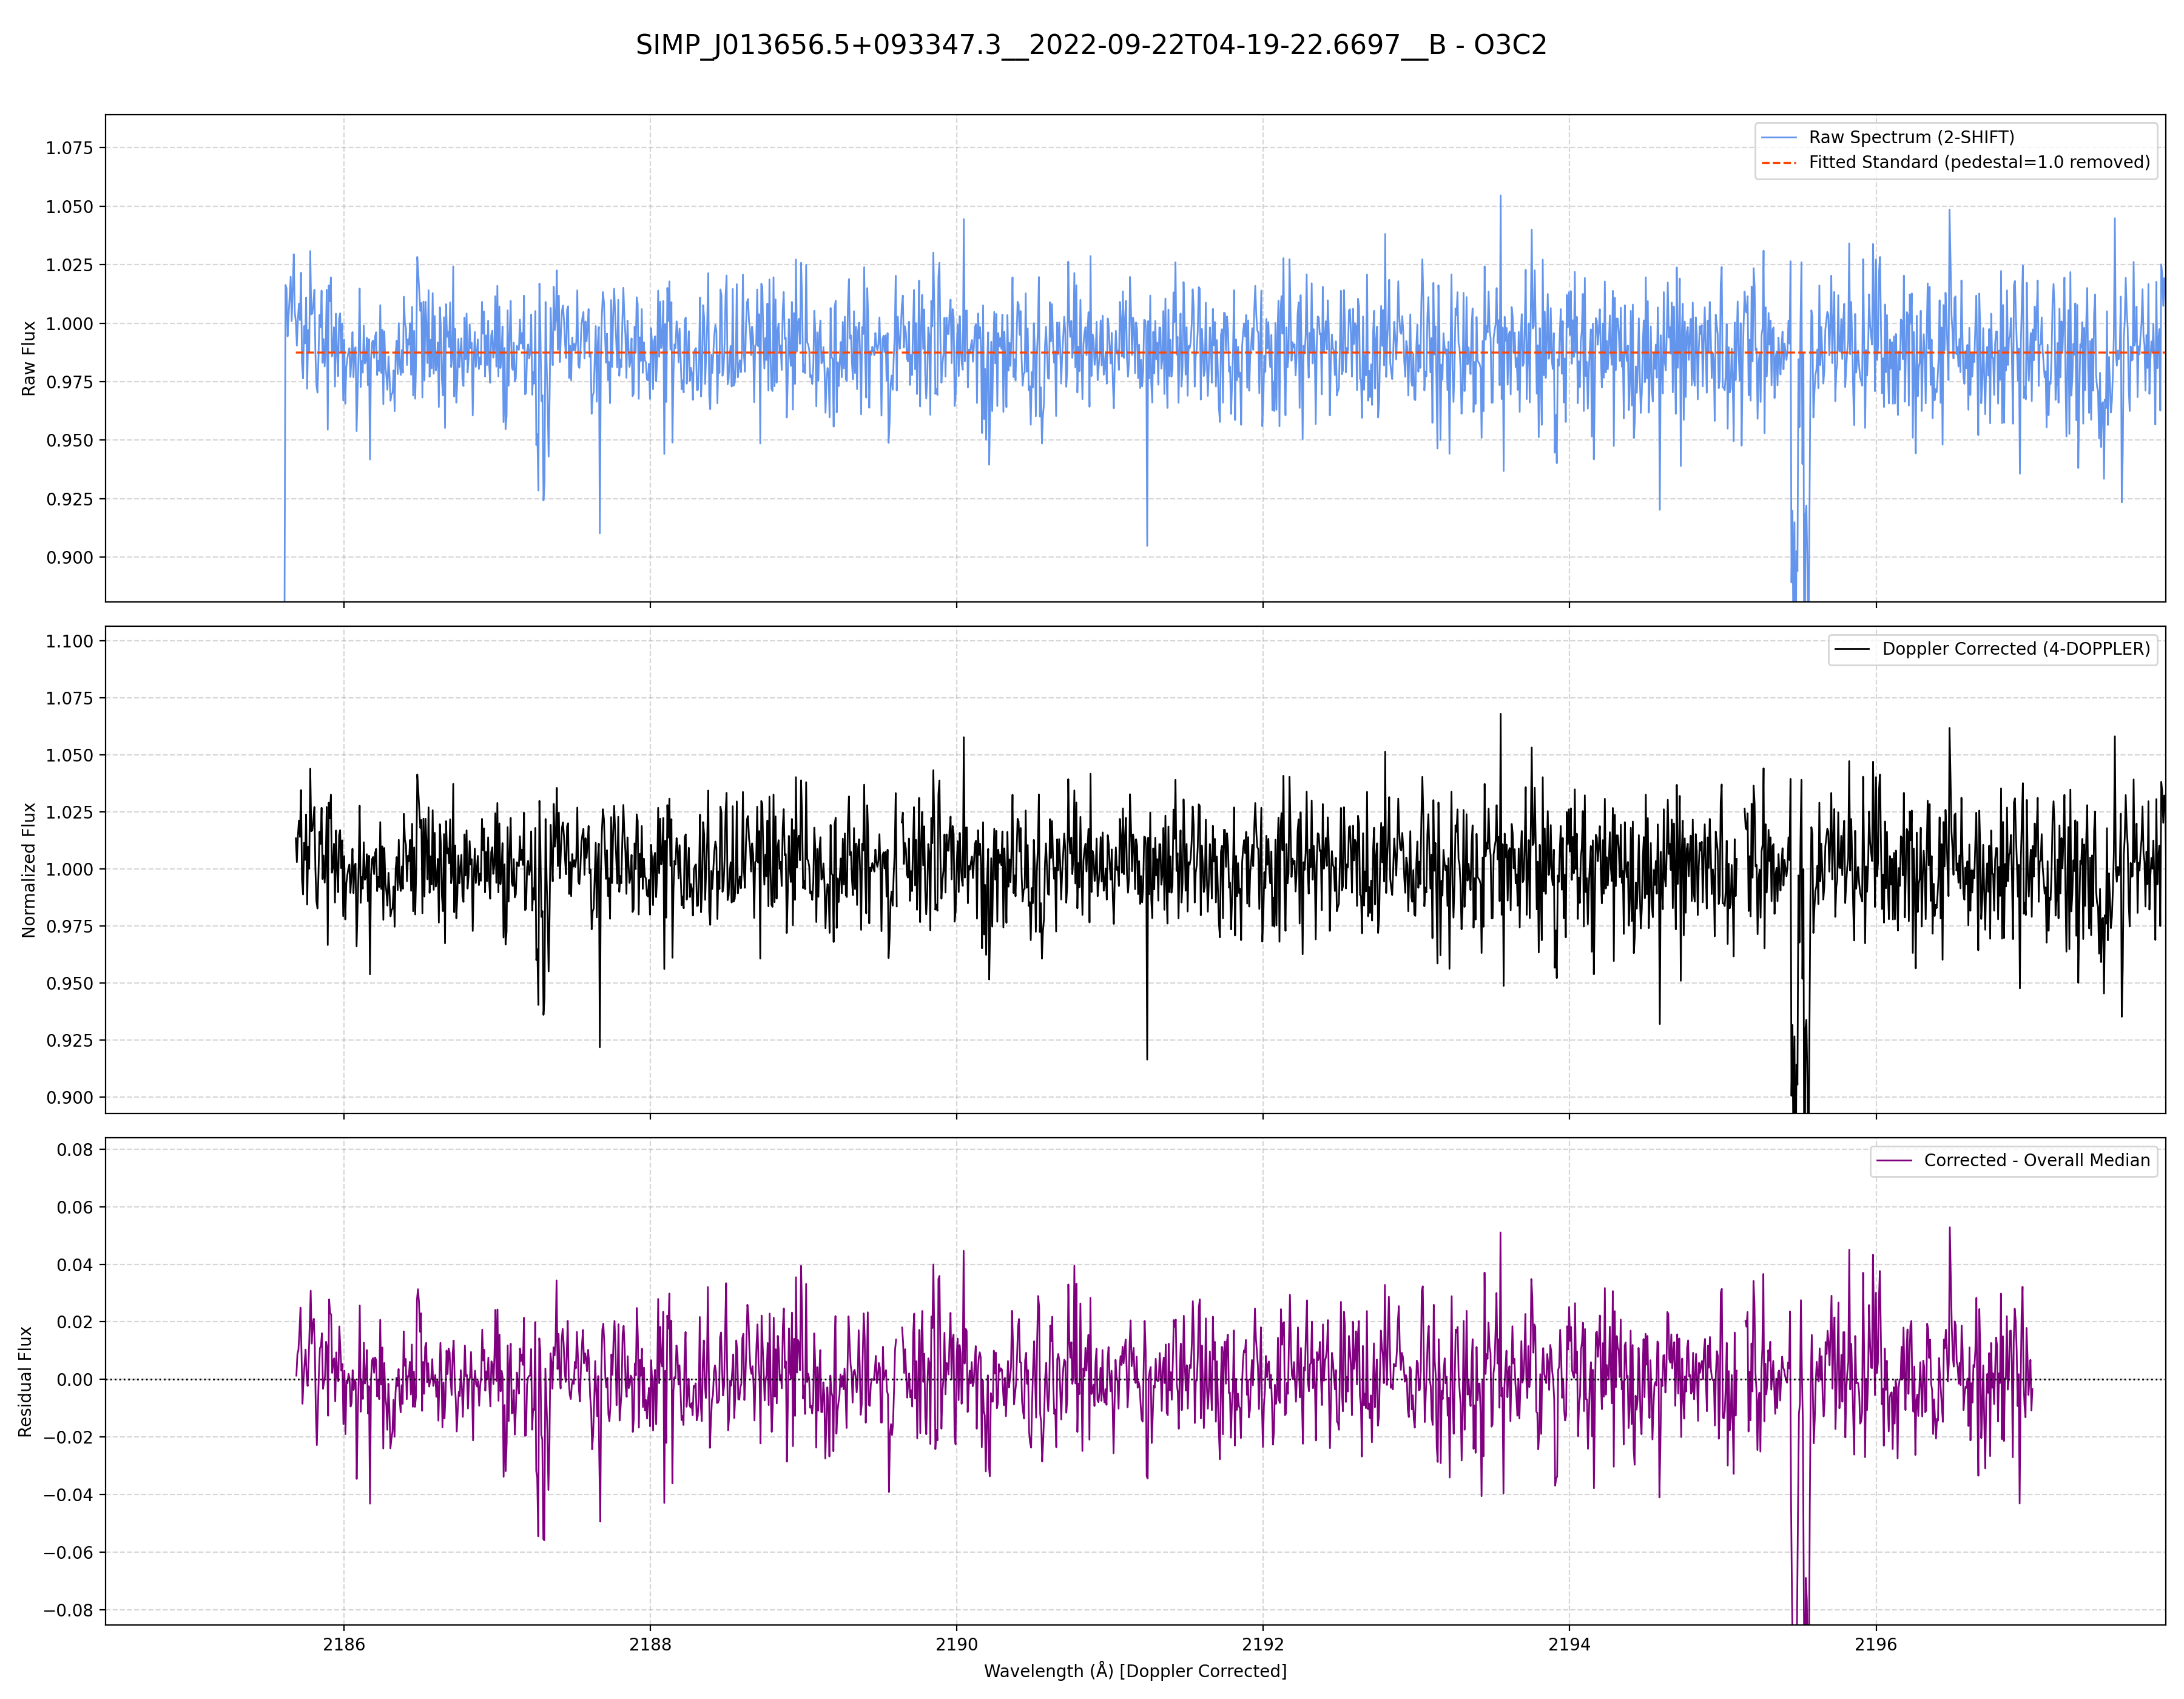 SIMP_J013656.5+093347.3__2022-09-22T04-19-22.6697__B - O3C2
Raw Flux
1.075
1.050
1.025
1.000
0.975
0.950
0.925
0.900
Raw Spectrum (2-SHIFT)
Fitted Standard (pedestal=1.0 removed)
Normalized Flux
1.100
1.075
1.050
1.025
1.000
0.975
0.950
0.925
0.900
Doppler Corrected (4-DOPPLER)
Residual Flux
0.08
0.06
0.04
0.02
0.00
−0.02
−0.04
−0.06
−0.08
Corrected - Overall Median
2186 2188 2190 2192 2194 2196
Wavelength (Å) [Doppler Corrected]